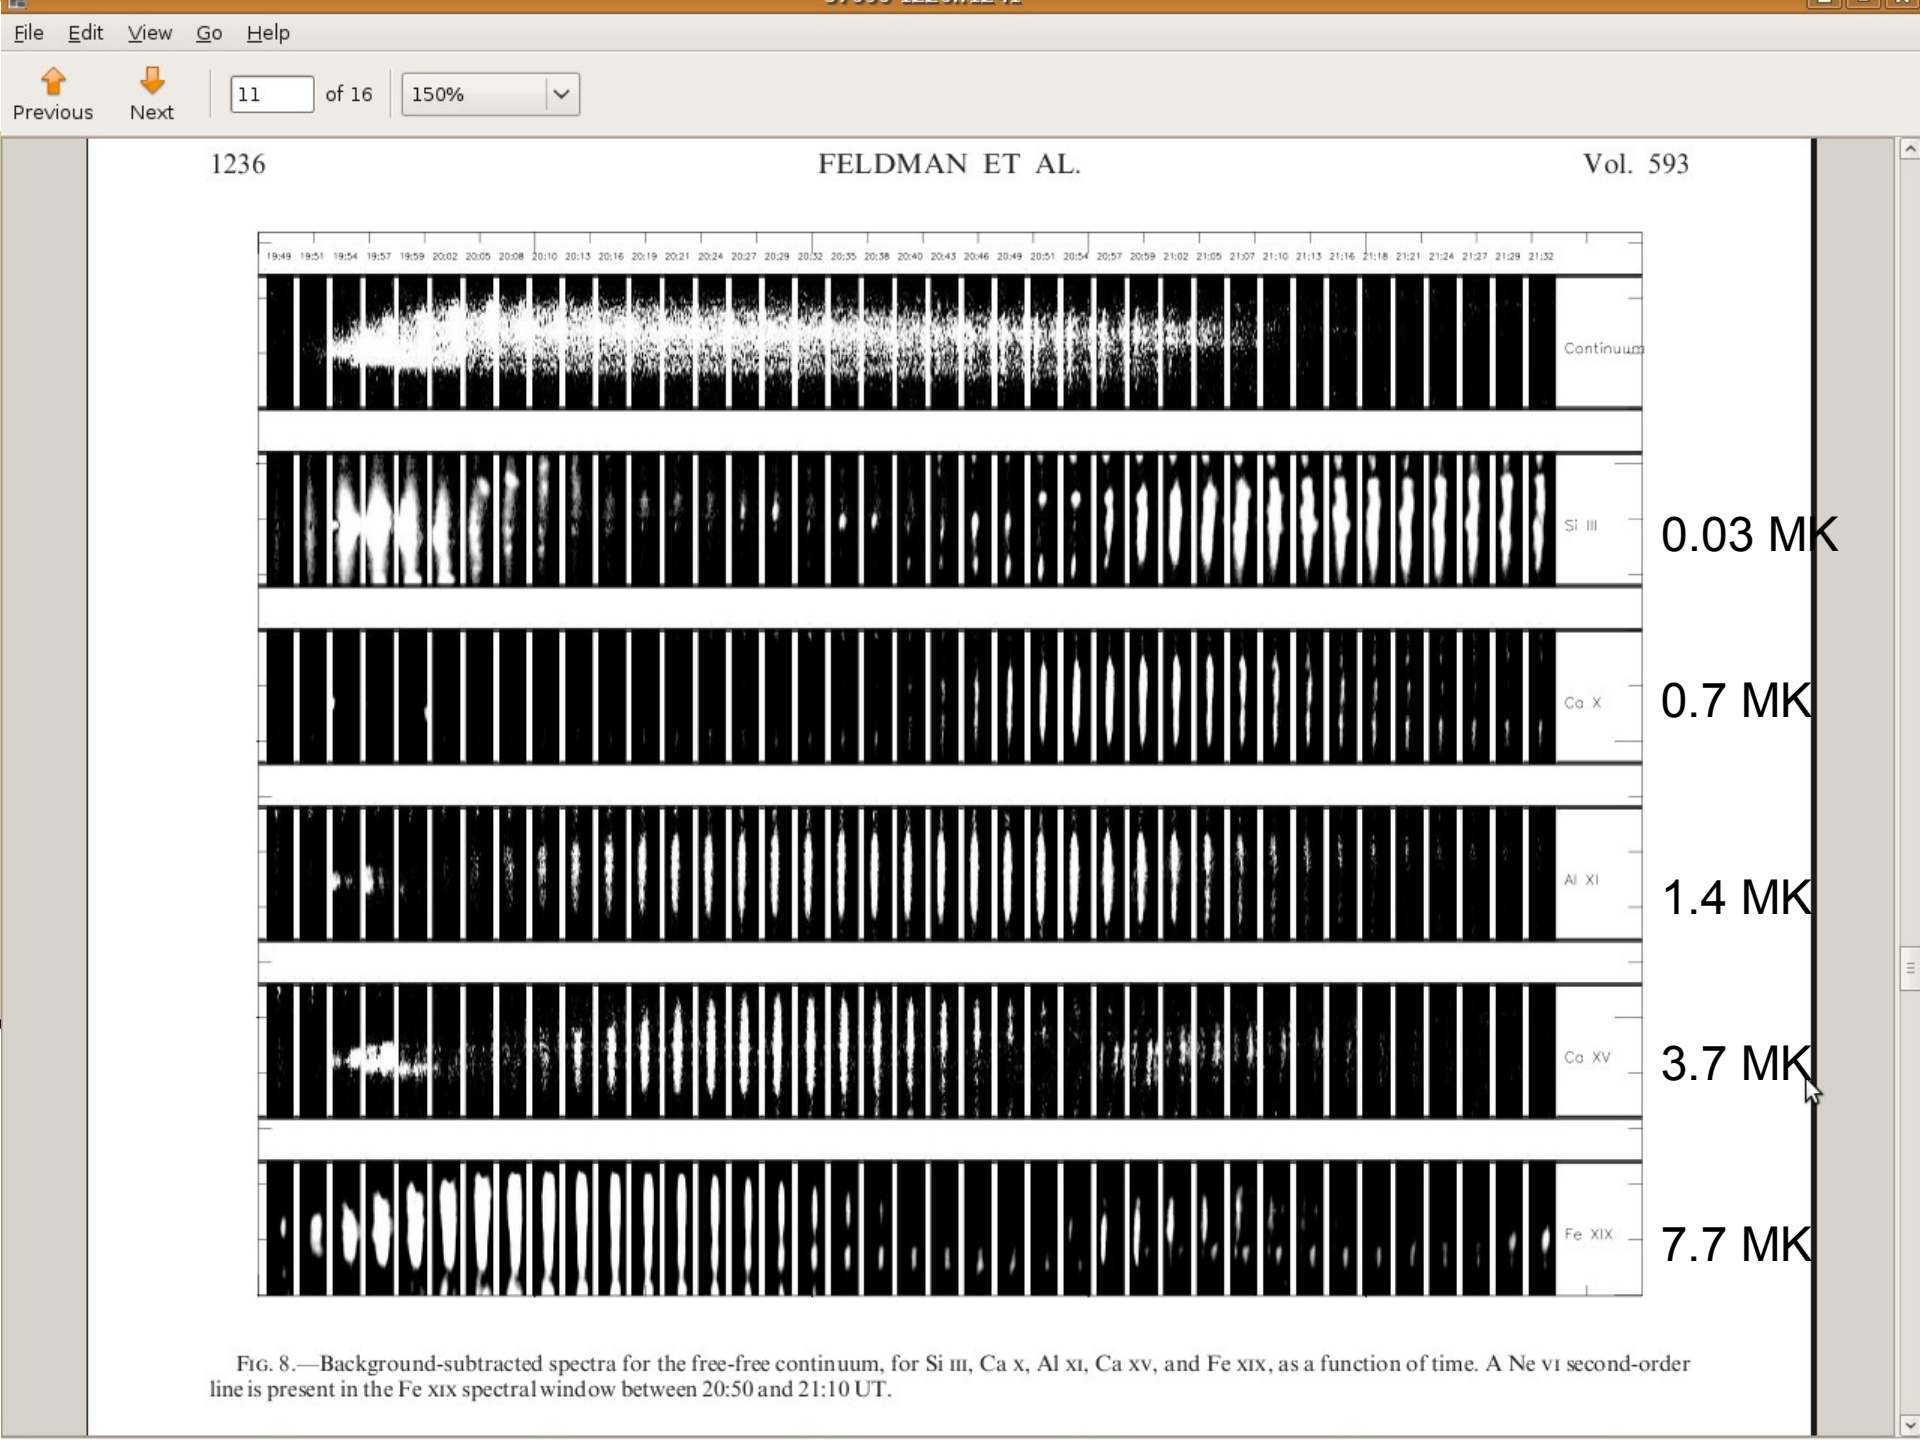 File Edit View Go Help
Previous Next 11 of 16 150%
1236 FELDMAN ET AL. Vol. 593
19:49 19:51 19:54 19:57 19:59 20:02 20:05 20:08 20:10 20:13 20:16 20:19 20:21 20:24 20:27 20:29 20:32 20:35 20:38 20:40 20:43 20:46 20:49 20:51 20:54 20:57 20:59 21:02 21:05 21:07 21:10 21:13 21:16 21:18 21:21 21:24 21:27 21:29 21:32
Continuum
Si III 0.03 MK
Ca X 0.7 MK
Al XI 1.4 MK
Ca XV 3.7 MK
Fe XIX 7.7 MK
FIG. 8.—Background-subtracted spectra for the free-free continuum, for Si III, Ca X, Al XI, Ca XV, and Fe XIX, as a function of time. A Ne VI second-order
line is present in the Fe XIX spectral window between 20:50 and 21:10 UT.